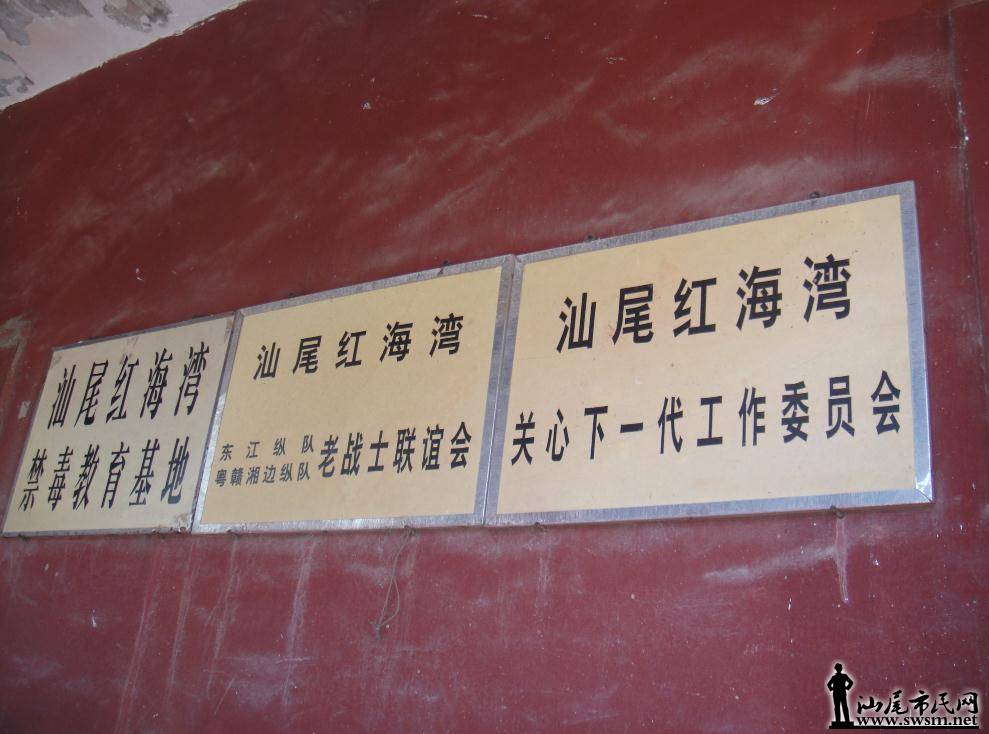 汕尾红海湾
禁毒教育基地
汕尾红海湾
东江纵队
粤赣湘边纵队
老战士联谊会
汕尾红海湾
关心下一代工作委员会
汕尾市民网
www.swsm.net